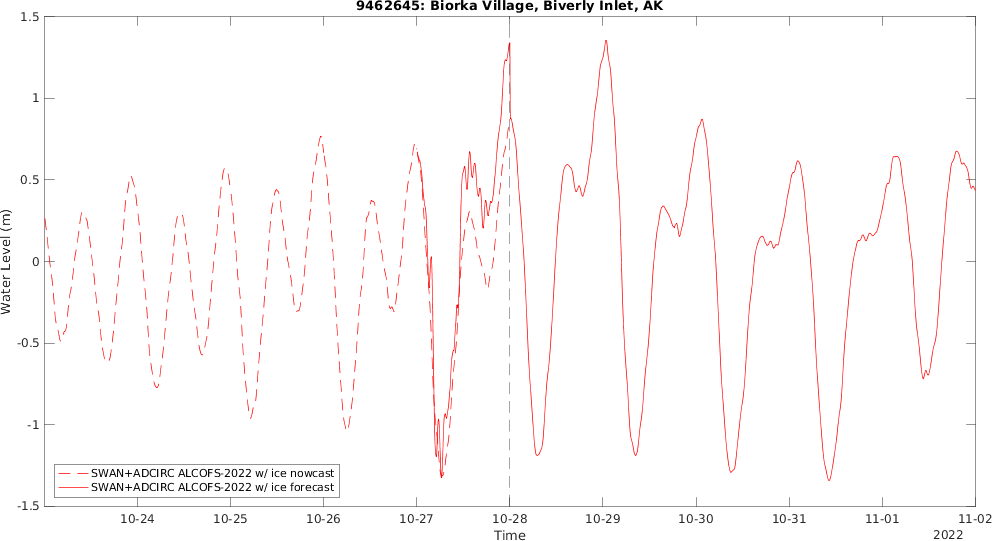 9462645: Biorka Village, Biverly Inlet, AK
Water Level (m)
1.5
1
0.5
0
-0.5
-1
-1.5
SWAN+ADCIRC ALCOFS-2022 w/ ice nowcast
SWAN+ADCIRC ALCOFS-2022 w/ ice forecast
10-24 10-25 10-26 10-27 10-28 10-29 10-30 10-31 11-01 11-02
Time
2022